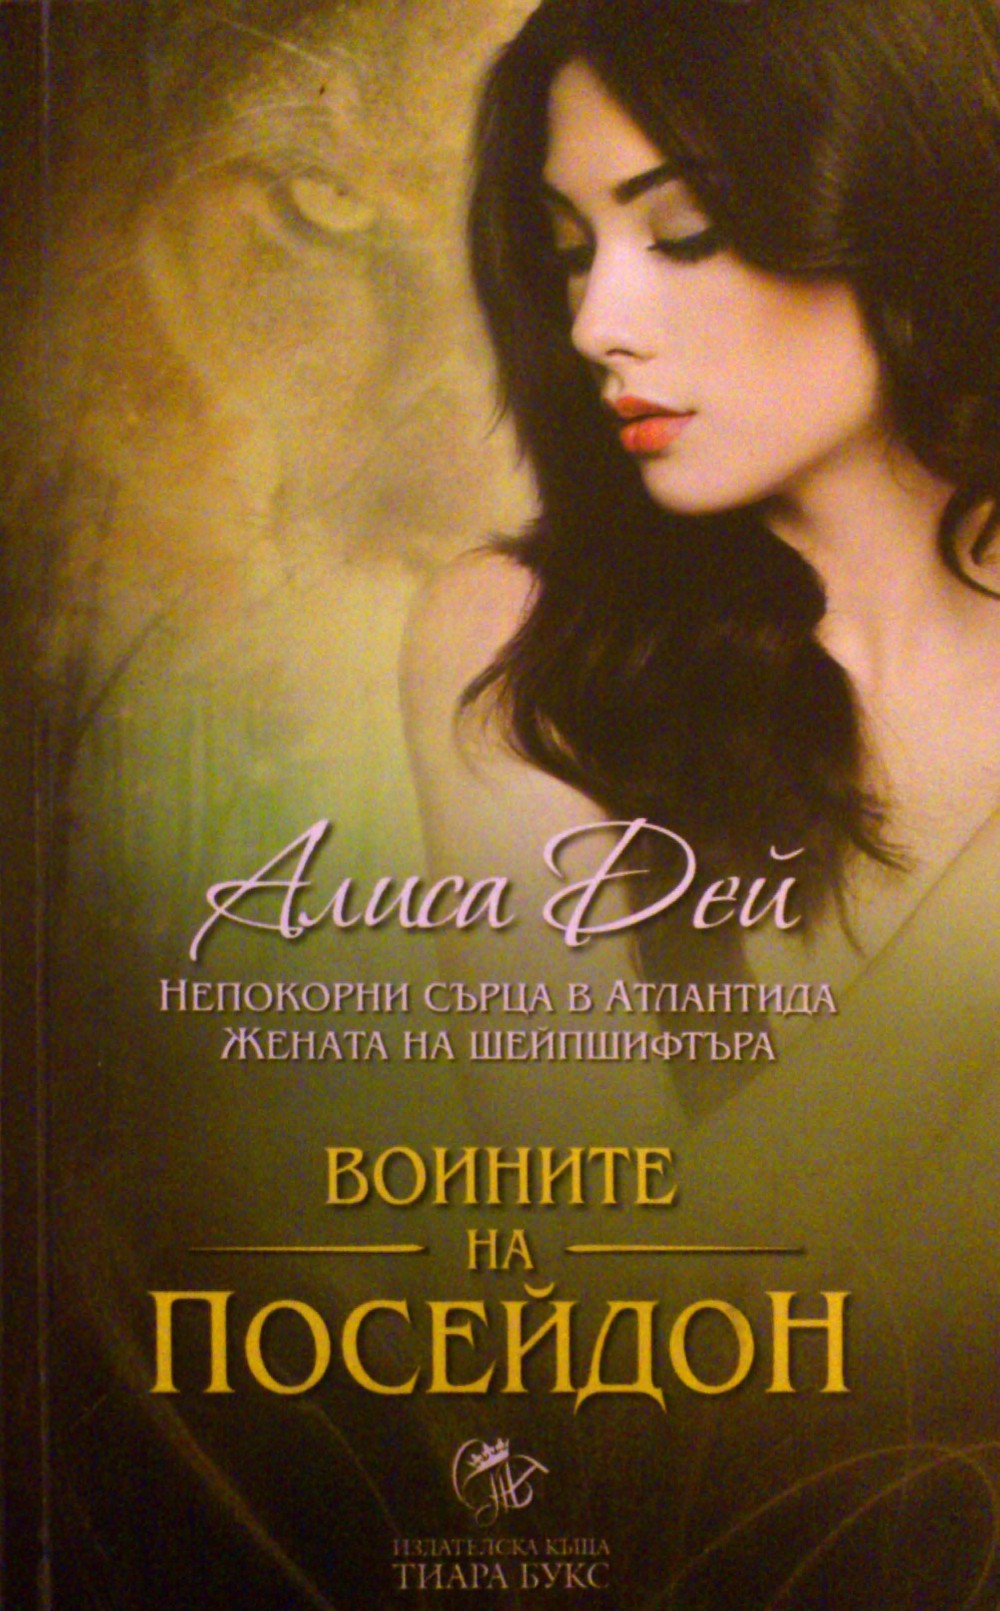 Алиса Дей
Непокорни сърца в Атлантида
Жената на шейпшифтъра
Воините
на
Посейдон
ИЗДАТЕЛСКА КЪЩА
ТИАРА БУКС